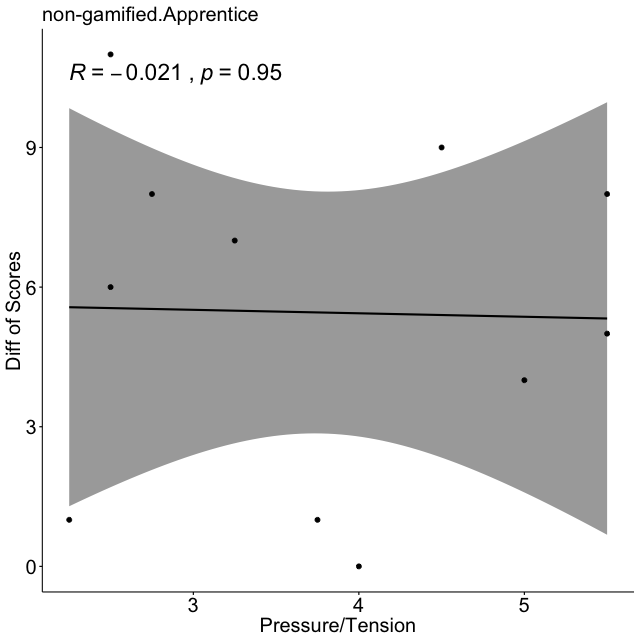 non-gamified.Apprentice
R = −0.021 , p = 0.95
9
6
3
0
Diff of Scores
3 4 5
Pressure/Tension